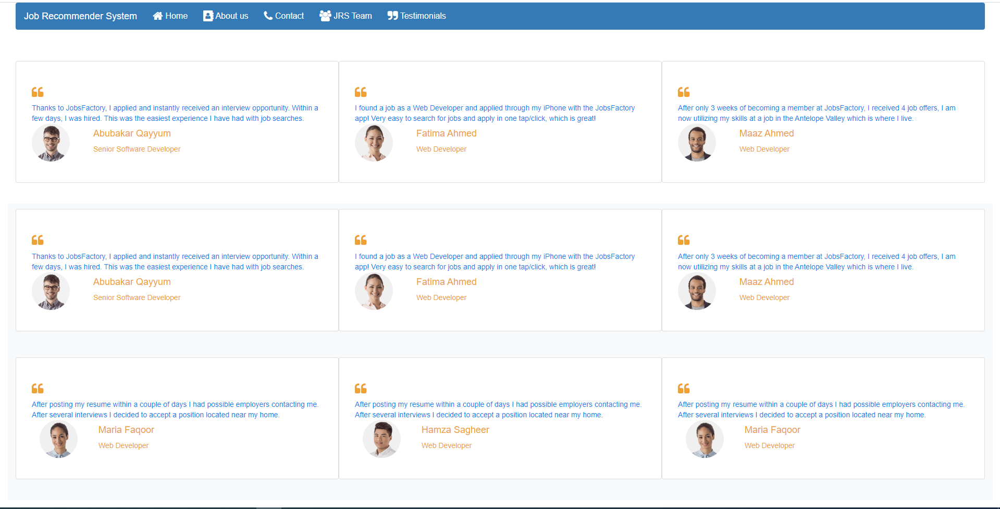 Job Recommender System Home About us Contact JRS Team Testimonials
Thanks to JobsFactory, I applied and instantly received an interview opportunity. Within a
few days, I was hired. This was the easiest experience I have had with job searches.
Abubakar Qayyum
Senior Software Developer
I found a job as a Web Developer and applied through my iPhone with the JobsFactory
app! Very easy to search for jobs and apply in one tap/click, which is great!
Fatima Ahmed
Web Developer
After only 3 weeks of becoming a member at JobsFactory, I received 4 job offers, I am
now utilizing my skills at a job in the Antelope Valley which is where I live.
Maaz Ahmed
Web Developer
Thanks to JobsFactory, I applied and instantly received an interview opportunity. Within a
few days, I was hired. This was the easiest experience I have had with job searches.
Abubakar Qayyum
Senior Software Developer
I found a job as a Web Developer and applied through my iPhone with the JobsFactory
app! Very easy to search for jobs and apply in one tap/click, which is great!
Fatima Ahmed
Web Developer
After only 3 weeks of becoming a member at JobsFactory, I received 4 job offers, I am
now utilizing my skills at a job in the Antelope Valley which is where I live.
Maaz Ahmed
Web Developer
After posting my resume within a couple of days I had possible employers contacting me.
After several interviews I decided to accept a position located near my home.
Maria Faqoor
Web Developer
After posting my resume within a couple of days I had possible employers contacting me.
After several interviews I decided to accept a position located near my home.
Hamza Sagheer
Web Developer
After posting my resume within a couple of days I had possible employers contacting me.
After several interviews I decided to accept a position located near my home.
Maria Faqoor
Web Developer